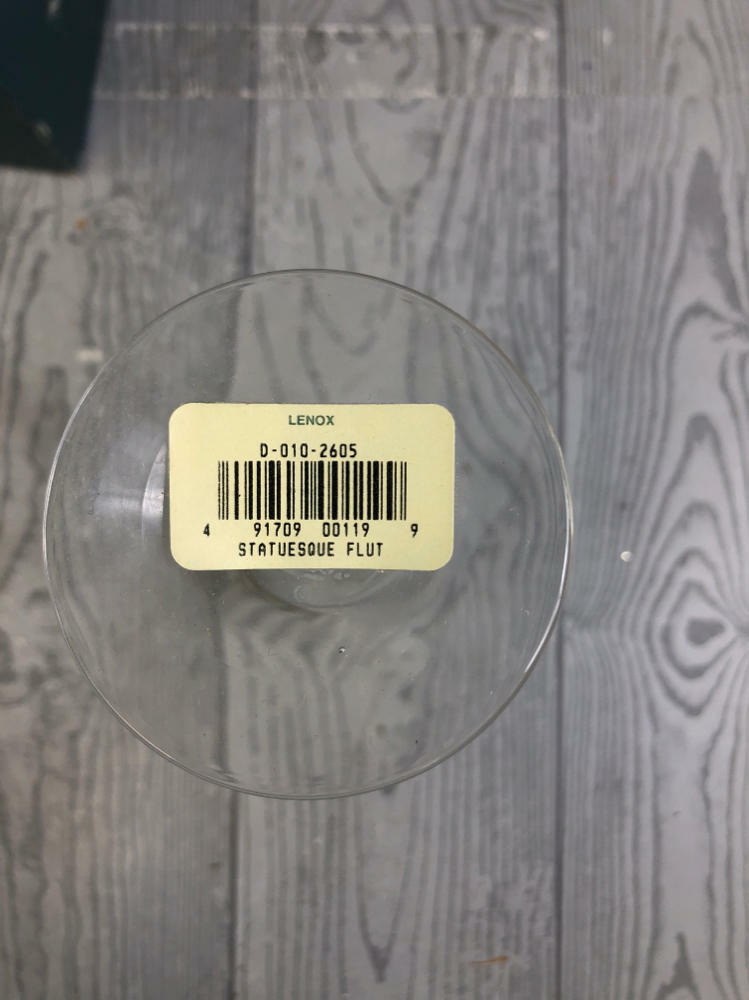 LENOX
D-010-2605
4 91709 00119 9
STATUESQUE FLUT